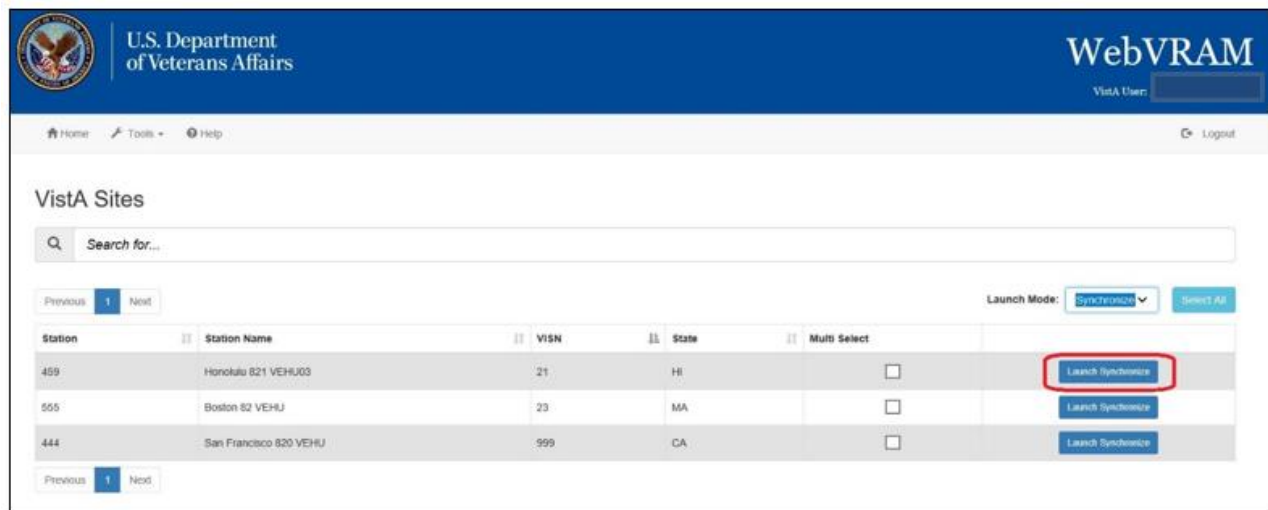 U.S. Department
of Veterans Affairs
WebVRAM
VistA User:
Home Tools Help Logout
VistA Sites
Search for...
Previous 1 Next Launch Mode: Synchronize Select All
Station Station Name VISN State Multi Select
459 Honolulu 821 VEHU03 21 HI Launch Synchronize
555 Boston 82 VEHU 23 MA Launch Synchronize
444 San Francisco 820 VEHU 999 CA Launch Synchronize
Previous 1 Next